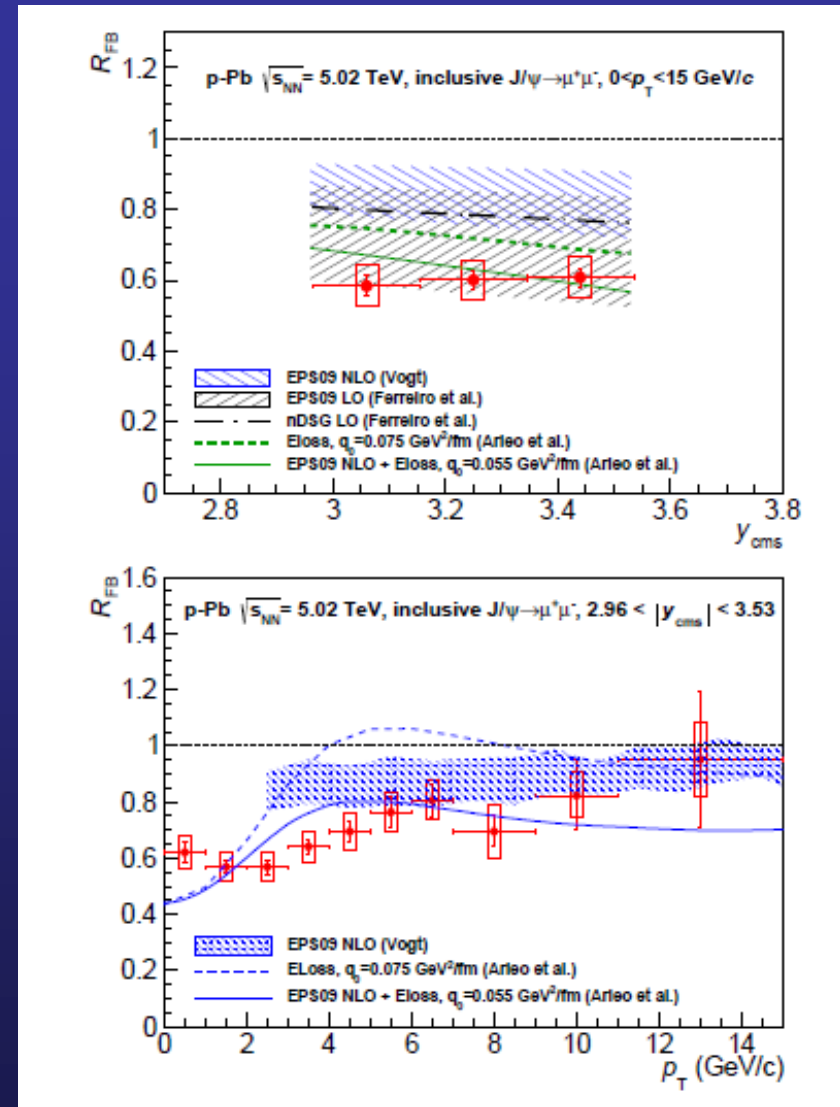 R_FB
p-Pb √s_NN = 5.02 TeV, inclusive J/ψ→μ⁺μ⁻, 0<p_T<15 GeV/c
1.2
1
0.8
0.6
0.4
0.2
0
EPS09 NLO (Vogt)
EPS09 LO (Ferreiro et al.)
nDSG LO (Ferreiro et al.)
Eloss, q₀=0.075 GeV²/fm (Arleo et al.)
EPS09 NLO + Eloss, q₀=0.055 GeV²/fm (Arleo et al.)
2.8 3 3.2 3.4 3.6 3.8
y_cms
R_FB
p-Pb √s_NN = 5.02 TeV, inclusive J/ψ→μ⁺μ⁻, 2.96 < |y_cms| < 3.53
1.6
1.4
1.2
1
0.8
0.6
0.4
0.2
0
EPS09 NLO (Vogt)
ELoss, q₀=0.075 GeV²/fm (Arleo et al.)
EPS09 NLO + Eloss, q₀=0.055 GeV²/fm (Arleo et al.)
0 2 4 6 8 10 12 14
p_T (GeV/c)